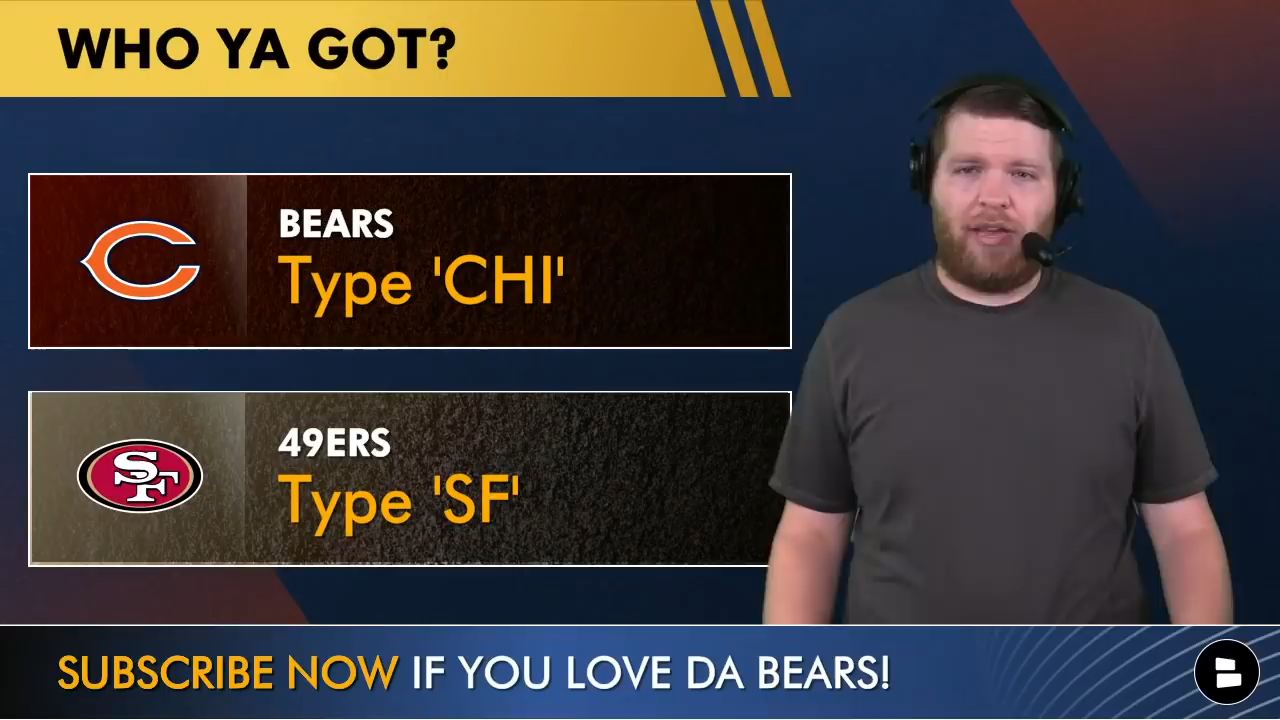 WHO YA GOT?
BEARS
Type 'CHI'
49ERS
Type 'SF'
SUBSCRIBE NOW IF YOU LOVE DA BEARS!